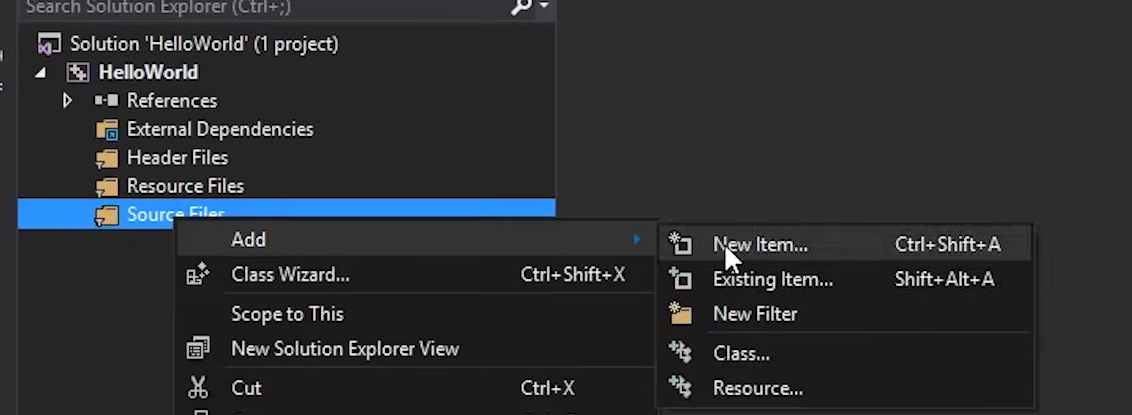 Search Solution Explorer (Ctrl+;)
Solution 'HelloWorld' (1 project)
HelloWorld
References
External Dependencies
Header Files
Resource Files
Source Files
Add
Class Wizard... Ctrl+Shift+X
Scope to This
New Solution Explorer View
Cut Ctrl+X
New Item... Ctrl+Shift+A
Existing Item... Shift+Alt+A
New Filter
Class...
Resource...